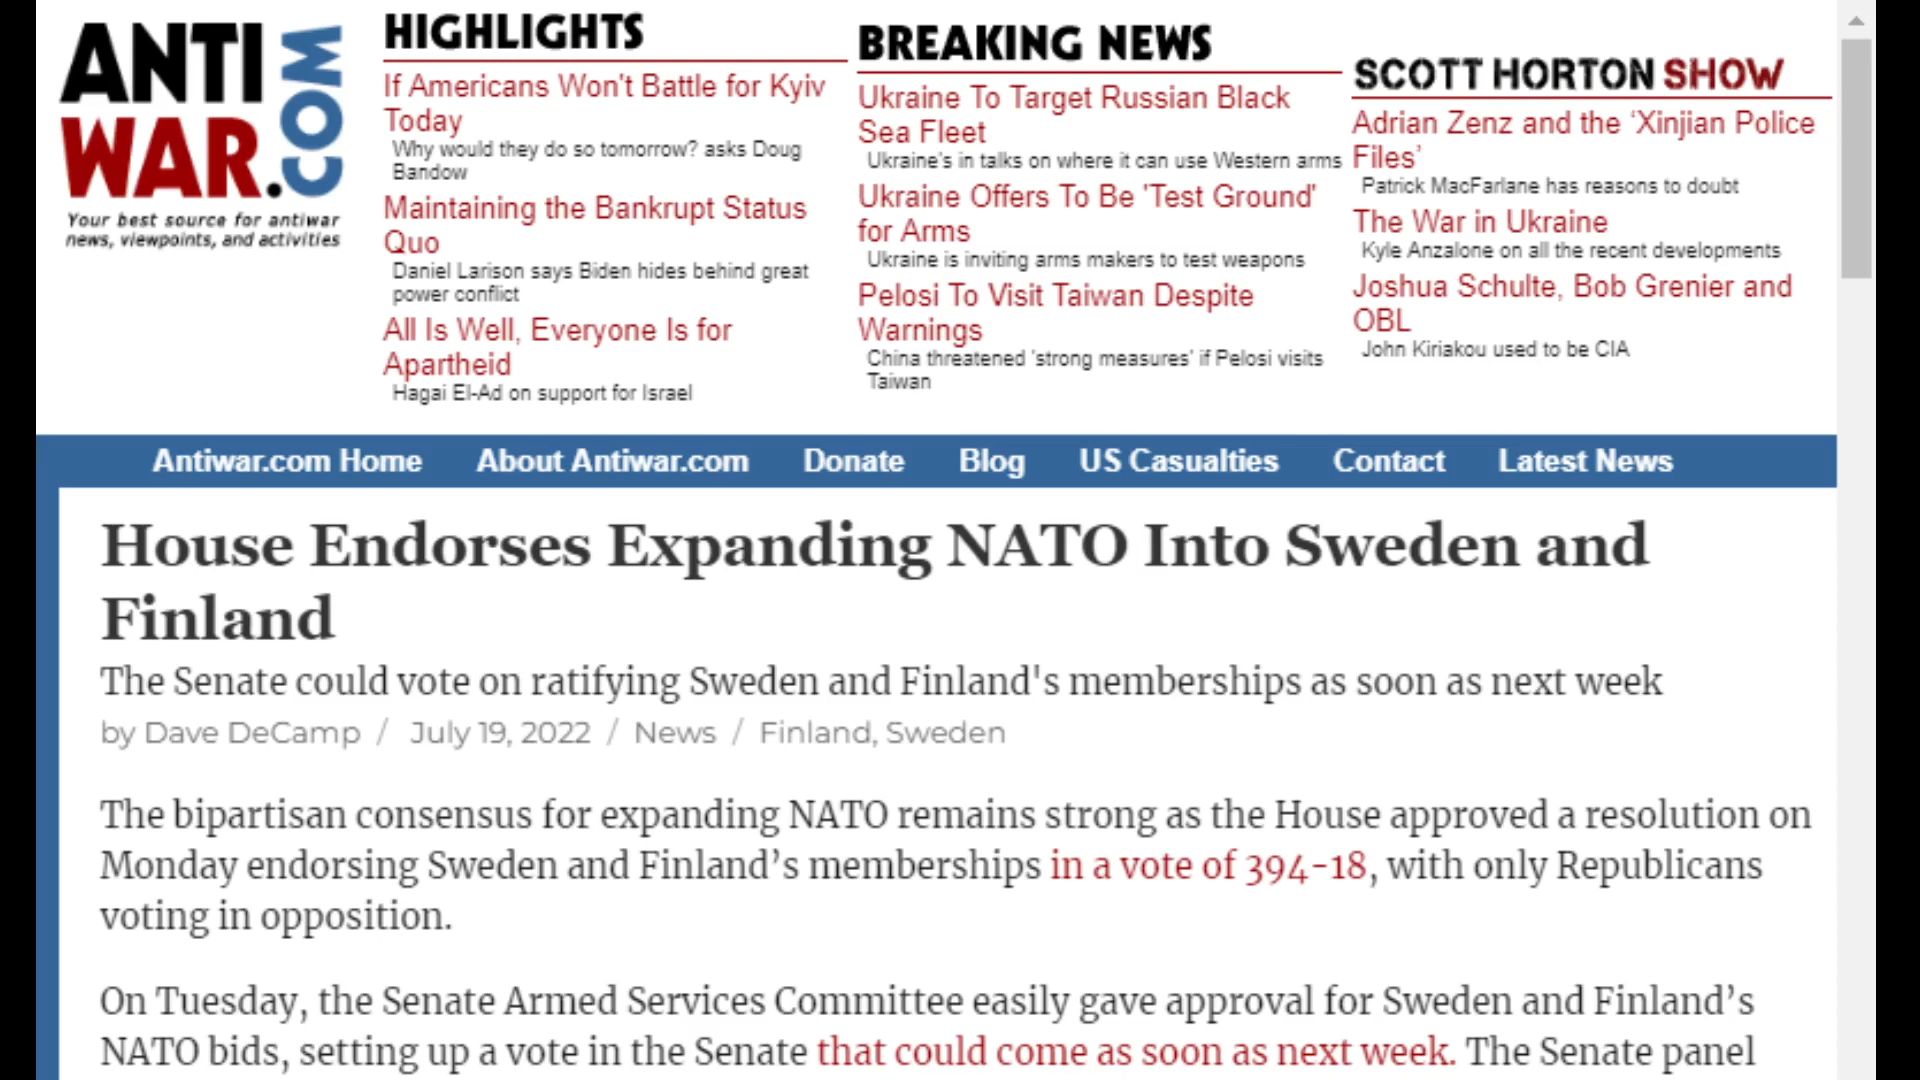 ANTI
WAR.COM
Your best source for antiwar
news, viewpoints, and activities
HIGHLIGHTS
If Americans Won't Battle for Kyiv
Today
Why would they do so tomorrow? asks Doug
Bandow
Maintaining the Bankrupt Status
Quo
Daniel Larison says Biden hides behind great
power conflict
All Is Well, Everyone Is for
Apartheid
Hagai El-Ad on support for Israel
BREAKING NEWS
Ukraine To Target Russian Black
Sea Fleet
Ukraine's in talks on where it can use Western arms
Ukraine Offers To Be 'Test Ground'
for Arms
Ukraine is inviting arms makers to test weapons
Pelosi To Visit Taiwan Despite
Warnings
China threatened 'strong measures' if Pelosi visits
Taiwan
SCOTT HORTON SHOW
Adrian Zenz and the ‘Xinjian Police
Files’
Patrick MacFarlane has reasons to doubt
The War in Ukraine
Kyle Anzalone on all the recent developments
Joshua Schulte, Bob Grenier and
OBL
John Kiriakou used to be CIA
Antiwar.com Home About Antiwar.com Donate Blog US Casualties Contact Latest News
House Endorses Expanding NATO Into Sweden and
Finland
The Senate could vote on ratifying Sweden and Finland's memberships as soon as next week
by Dave DeCamp / July 19, 2022 / News / Finland, Sweden
The bipartisan consensus for expanding NATO remains strong as the House approved a resolution on
Monday endorsing Sweden and Finland’s memberships in a vote of 394-18, with only Republicans
voting in opposition.
On Tuesday, the Senate Armed Services Committee easily gave approval for Sweden and Finland’s
NATO bids, setting up a vote in the Senate that could come as soon as next week. The Senate panel